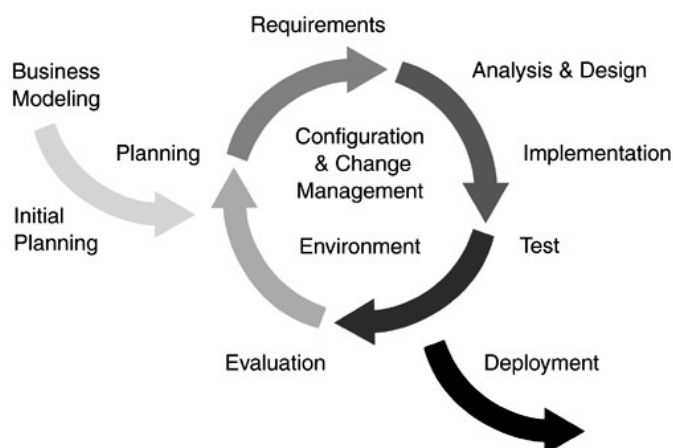 Requirements
Business
Modeling
Analysis & Design
Planning
Configuration
& Change
Management
Implementation
Initial
Planning
Environment
Test
Evaluation
Deployment